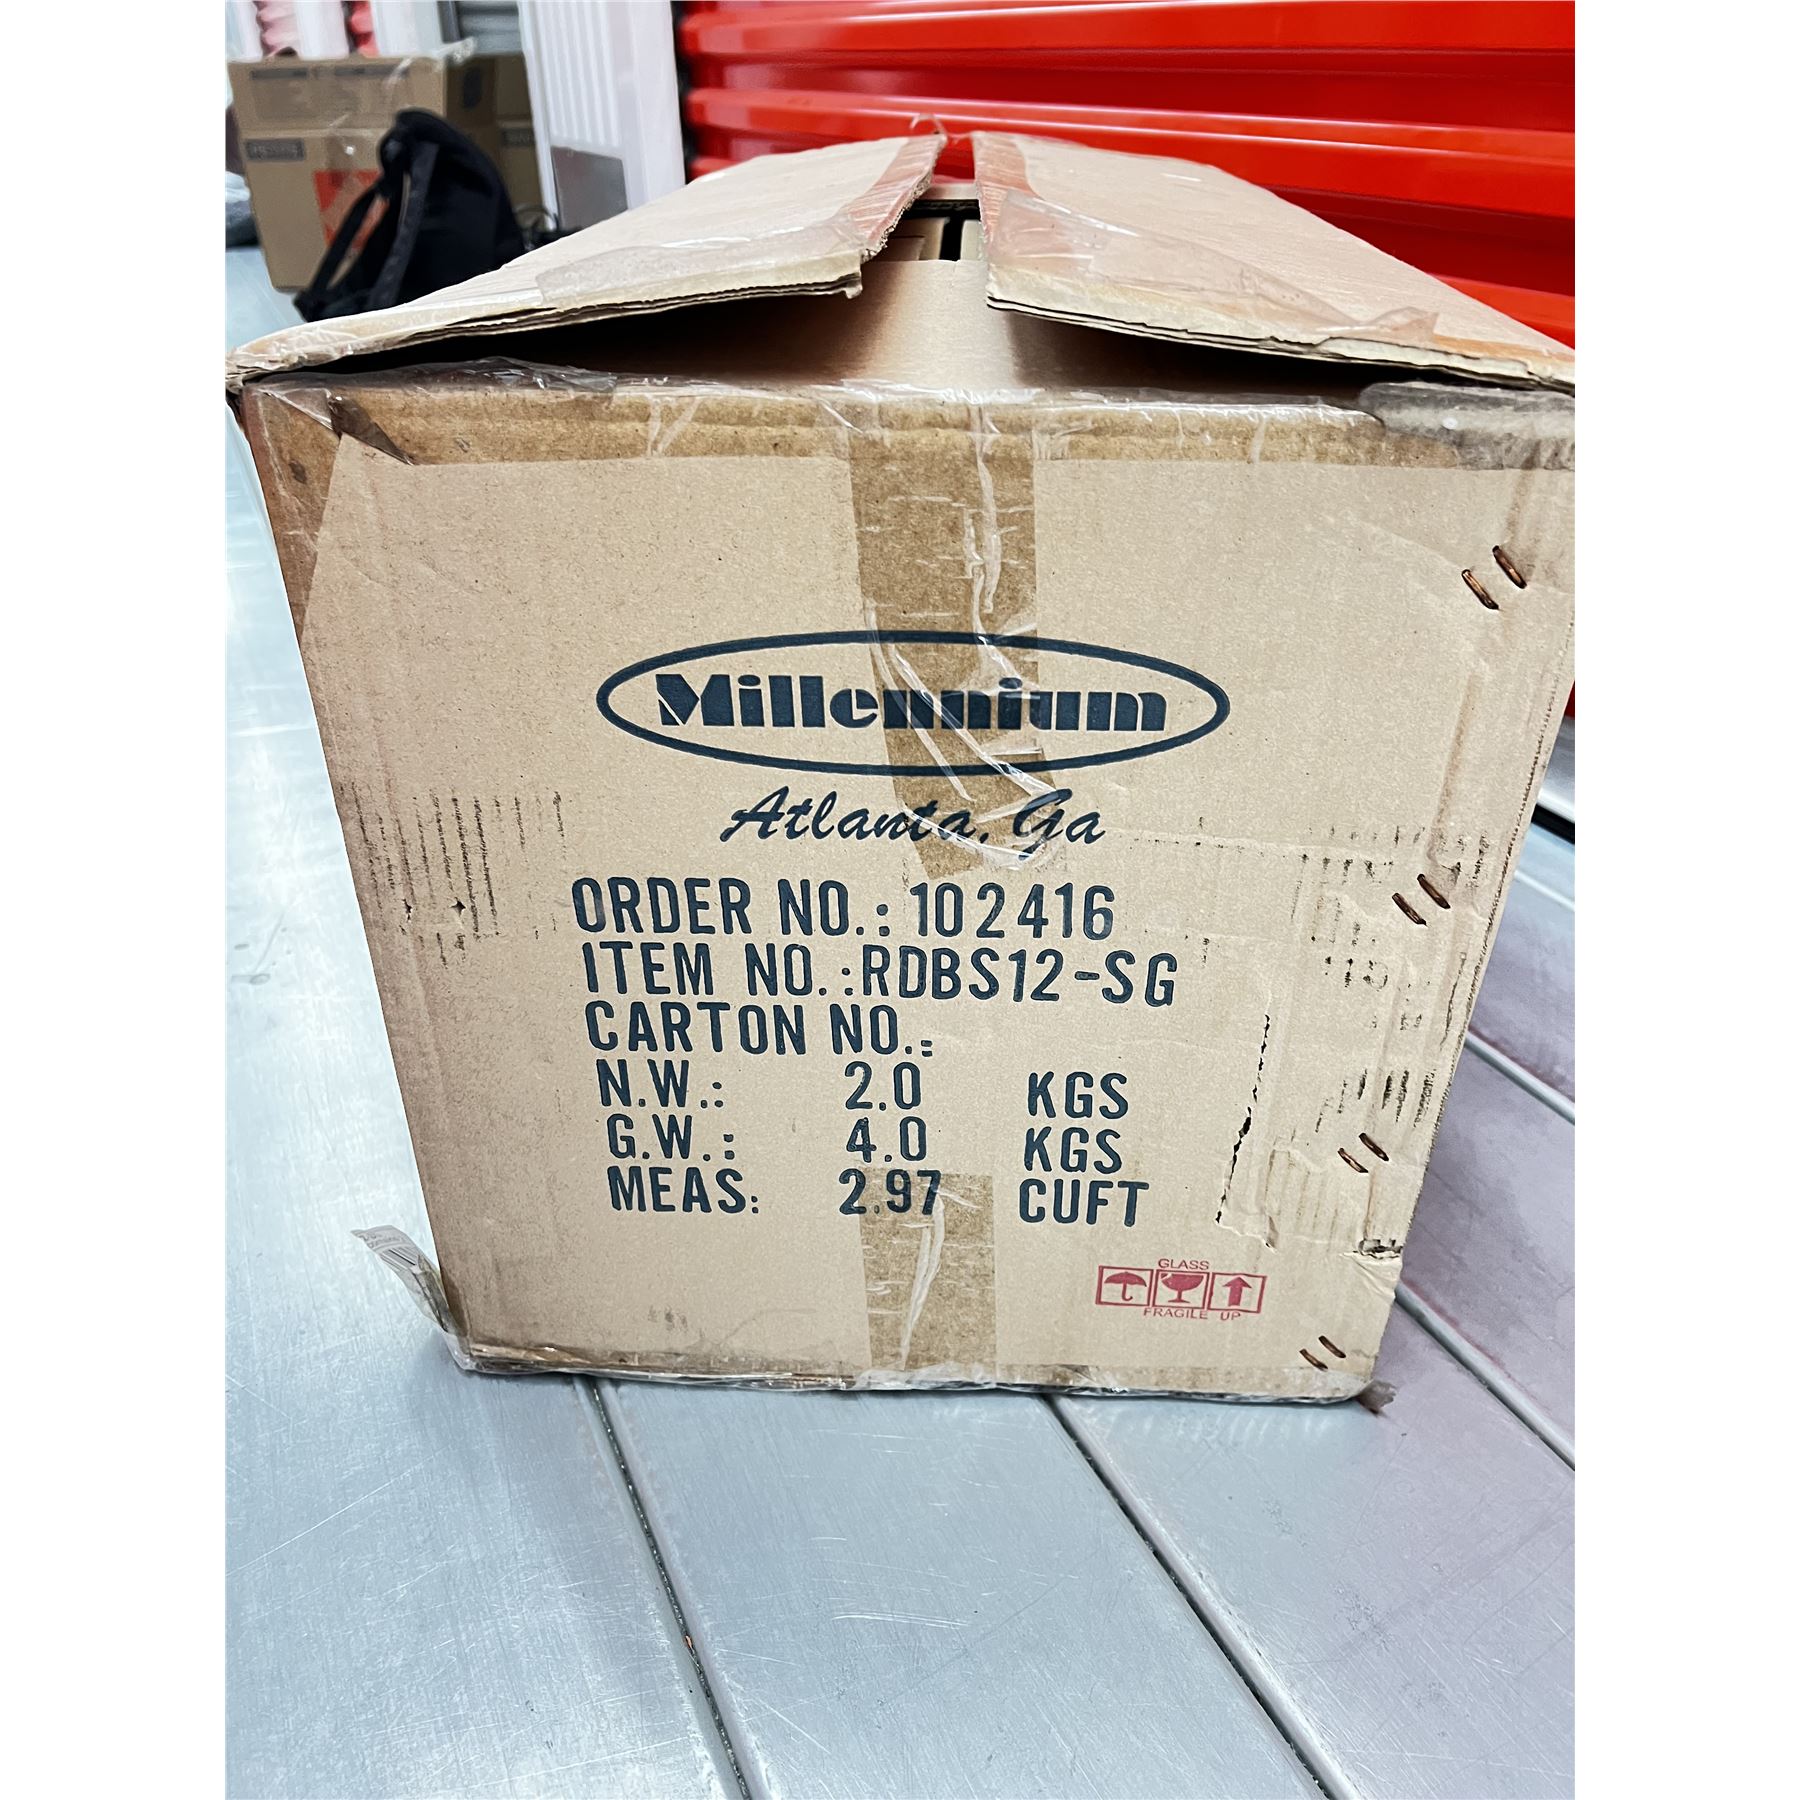 Millennium
Atlanta, Ga
ORDER NO.: 102416
ITEM NO.:RDBS12-SG
CARTON NO.:
N.W.: 2.0 KGS
G.W.: 4.0 KGS
MEAS: 2.97 CUFT
GLASS
FRAGILE UP